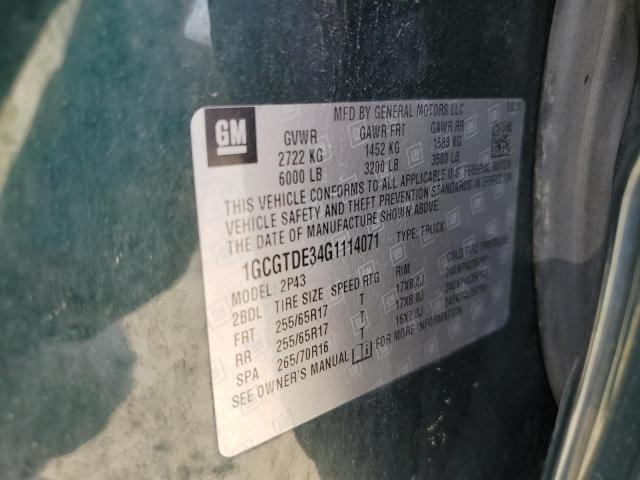 GM
MFD BY GENERAL MOTORS LLC
GVWR GAWR FRT GAWR RR
2722 KG 1452 KG 1588 KG
6000 LB 3200 LB 3500 LB
THIS VEHICLE CONFORMS TO ALL APPLICABLE U.S. FEDERAL MOTOR
VEHICLE SAFETY AND THEFT PREVENTION STANDARDS IN EFFECT ON
THE DATE OF MANUFACTURE SHOWN ABOVE.
1GCGTDE34G1114071 TYPE: TRUCK
MODEL: 2P43
2BDL TIRE SIZE SPEED RTG RIM COLD TIRE PRESSURE
FRT 255/65R17 T 17X8.0J
RR 255/65R17 T 17X8.0J
SPA 265/70R16 T 16X7.0J
SEE OWNER'S MANUAL FOR MORE INFORMATION